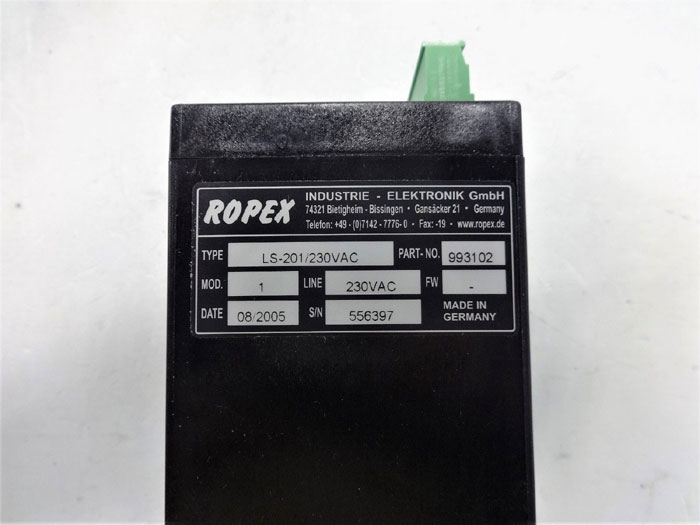 ROPEX
INDUSTRIE - ELEKTRONIK GmbH
74321 Bietigheim - Bissingen • Gansäcker 21 • Germany
Telefon: +49 - (0)7142 - 7776- 0 • Fax: -19 • www.ropex.de
TYPE LS-201/230VAC PART- NO. 993102
MOD. 1 LINE 230VAC FW -
DATE 08/2005 S/N 556397 MADE IN
GERMANY